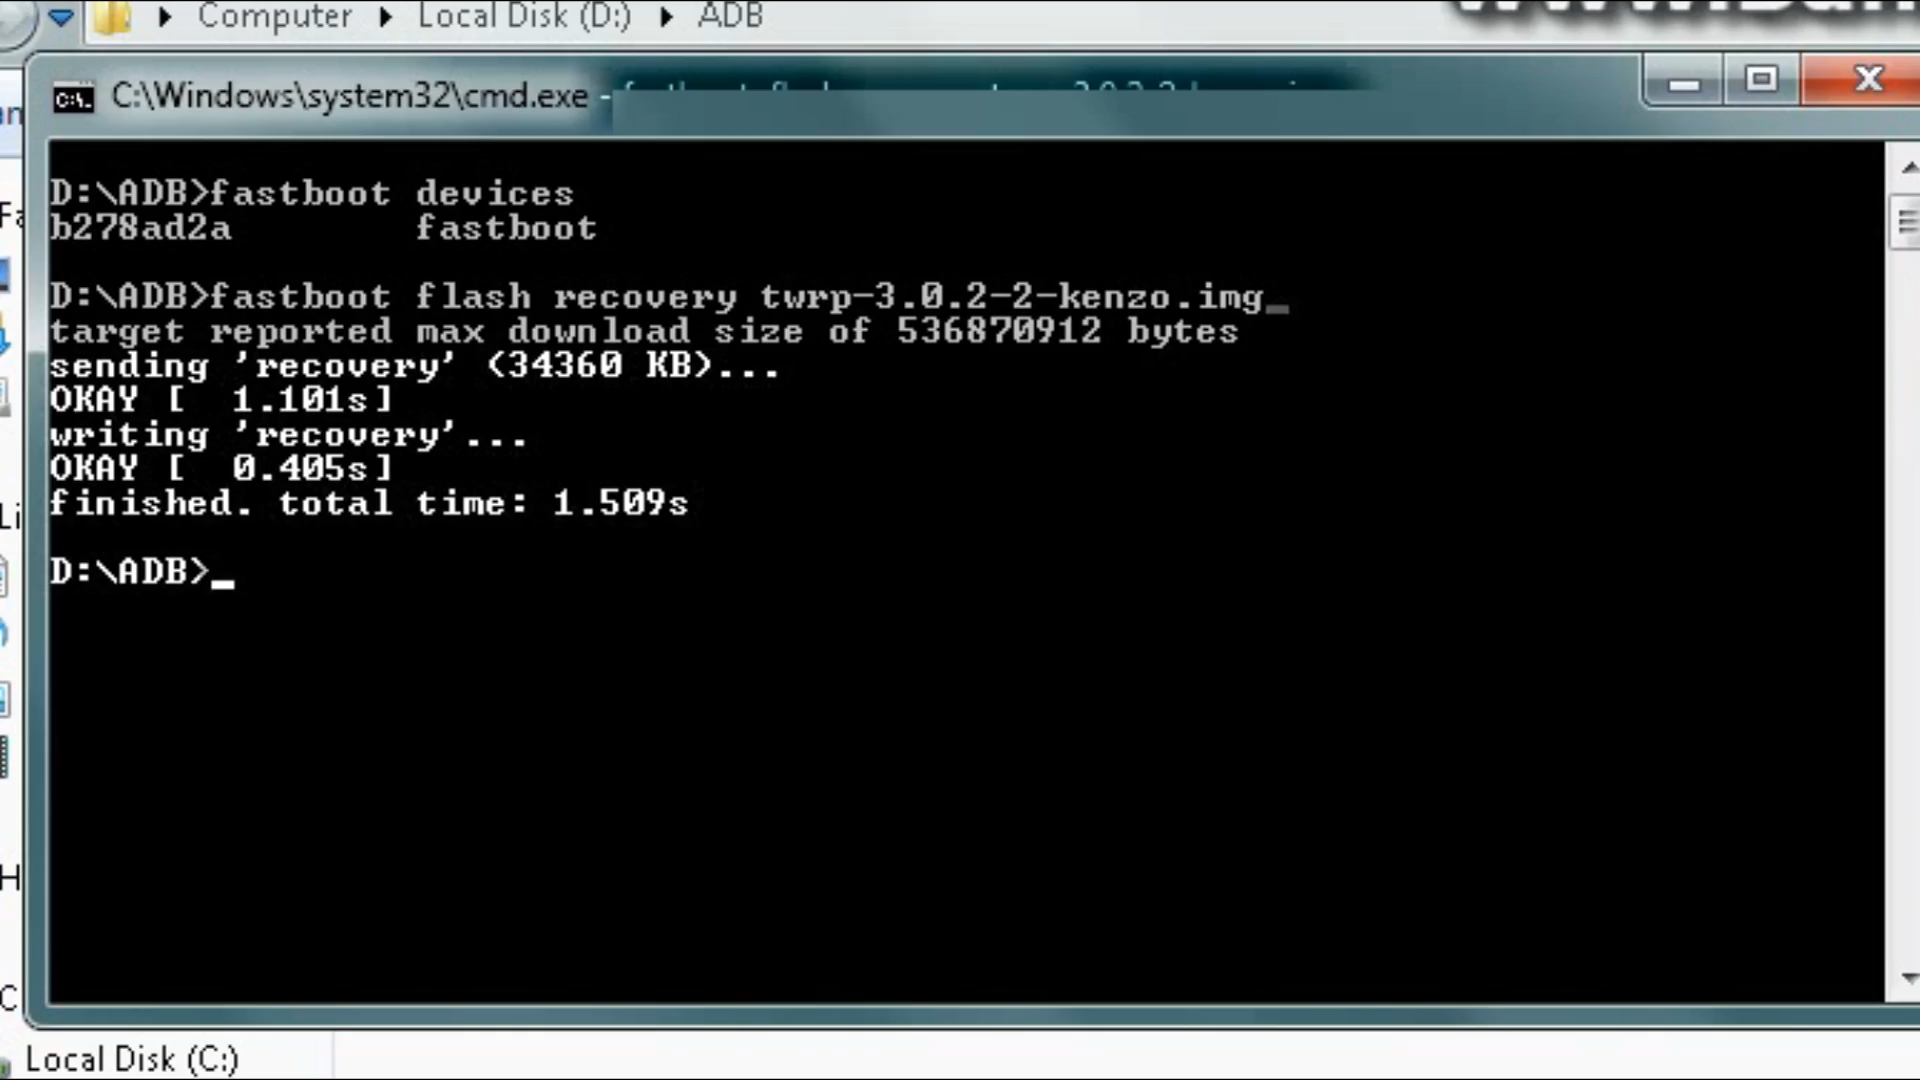 Computer Local Disk (D:) ADB
C:\Windows\system32\cmd.exe -
D:\ADB>fastboot devices
b278ad2a fastboot
D:\ADB>fastboot flash recovery twrp-3.0.2-2-kenzo.img_
target reported max download size of 536870912 bytes
sending 'recovery' (34360 KB)...
OKAY [ 1.101s]
writing 'recovery'...
OKAY [ 0.405s]
finished. total time: 1.509s
D:\ADB>_
Local Disk (C:)